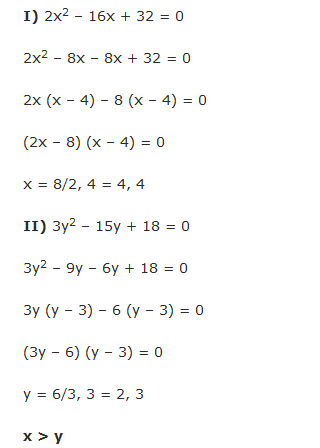 I) 2x² – 16x + 32 = 0
2x² – 8x – 8x + 32 = 0
2x (x – 4) – 8 (x – 4) = 0
(2x – 8) (x – 4) = 0
x = 8/2, 4 = 4, 4
II) 3y² – 15y + 18 = 0
3y² – 9y – 6y + 18 = 0
3y (y – 3) – 6 (y – 3) = 0
(3y – 6) (y – 3) = 0
y = 6/3, 3 = 2, 3
x > y